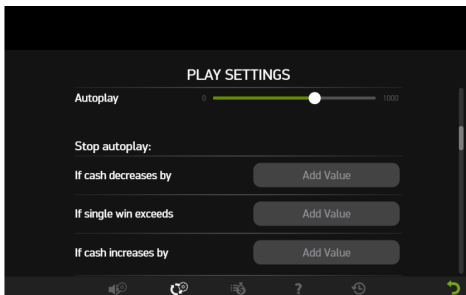 PLAY SETTINGS
Autoplay 0 1000
Stop autoplay:
If cash decreases by Add Value
If single win exceeds Add Value
If cash increases by Add Value
?